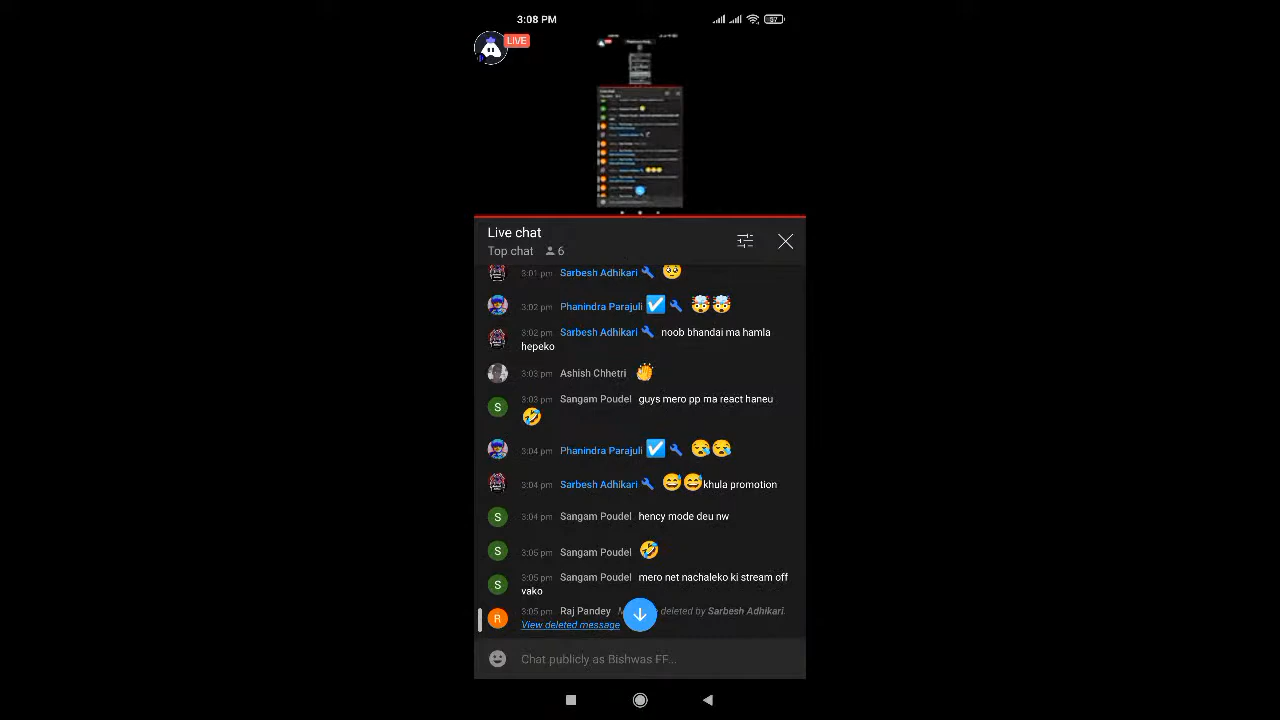 3:08 PM
57
LIVE
Live chat
Top chat 6
3:01 pm Sarbesh Adhikari 🥺
3:02 pm Phanindra Parajuli ☑️ 🤯🤯
3:02 pm Sarbesh Adhikari noob bhandai ma hamla
hepeko
3:03 pm Ashish Chhetri 👏
3:03 pm Sangam Poudel guys mero pp ma react haneu
🤣
3:04 pm Phanindra Parajuli ☑️ 😪😪
3:04 pm Sarbesh Adhikari 😅😅khula promotion
3:04 pm Sangam Poudel hency mode deu nw
3:05 pm Sangam Poudel 🤣
3:05 pm Sangam Poudel mero net nachaleko ki stream off
vako
3:05 pm Raj Pandey deleted by Sarbesh Adhikari.
View deleted message
Chat publicly as Bishwas FF...